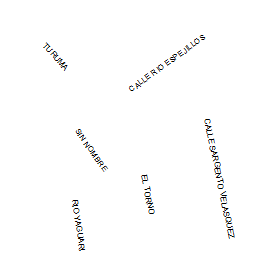 TURUMA
CALLE RIO ESPEJILLOS
SIN NOMBRE
CALLE SARGENTO VELASQUEZ
EL TORNO
RIO YAGUARI